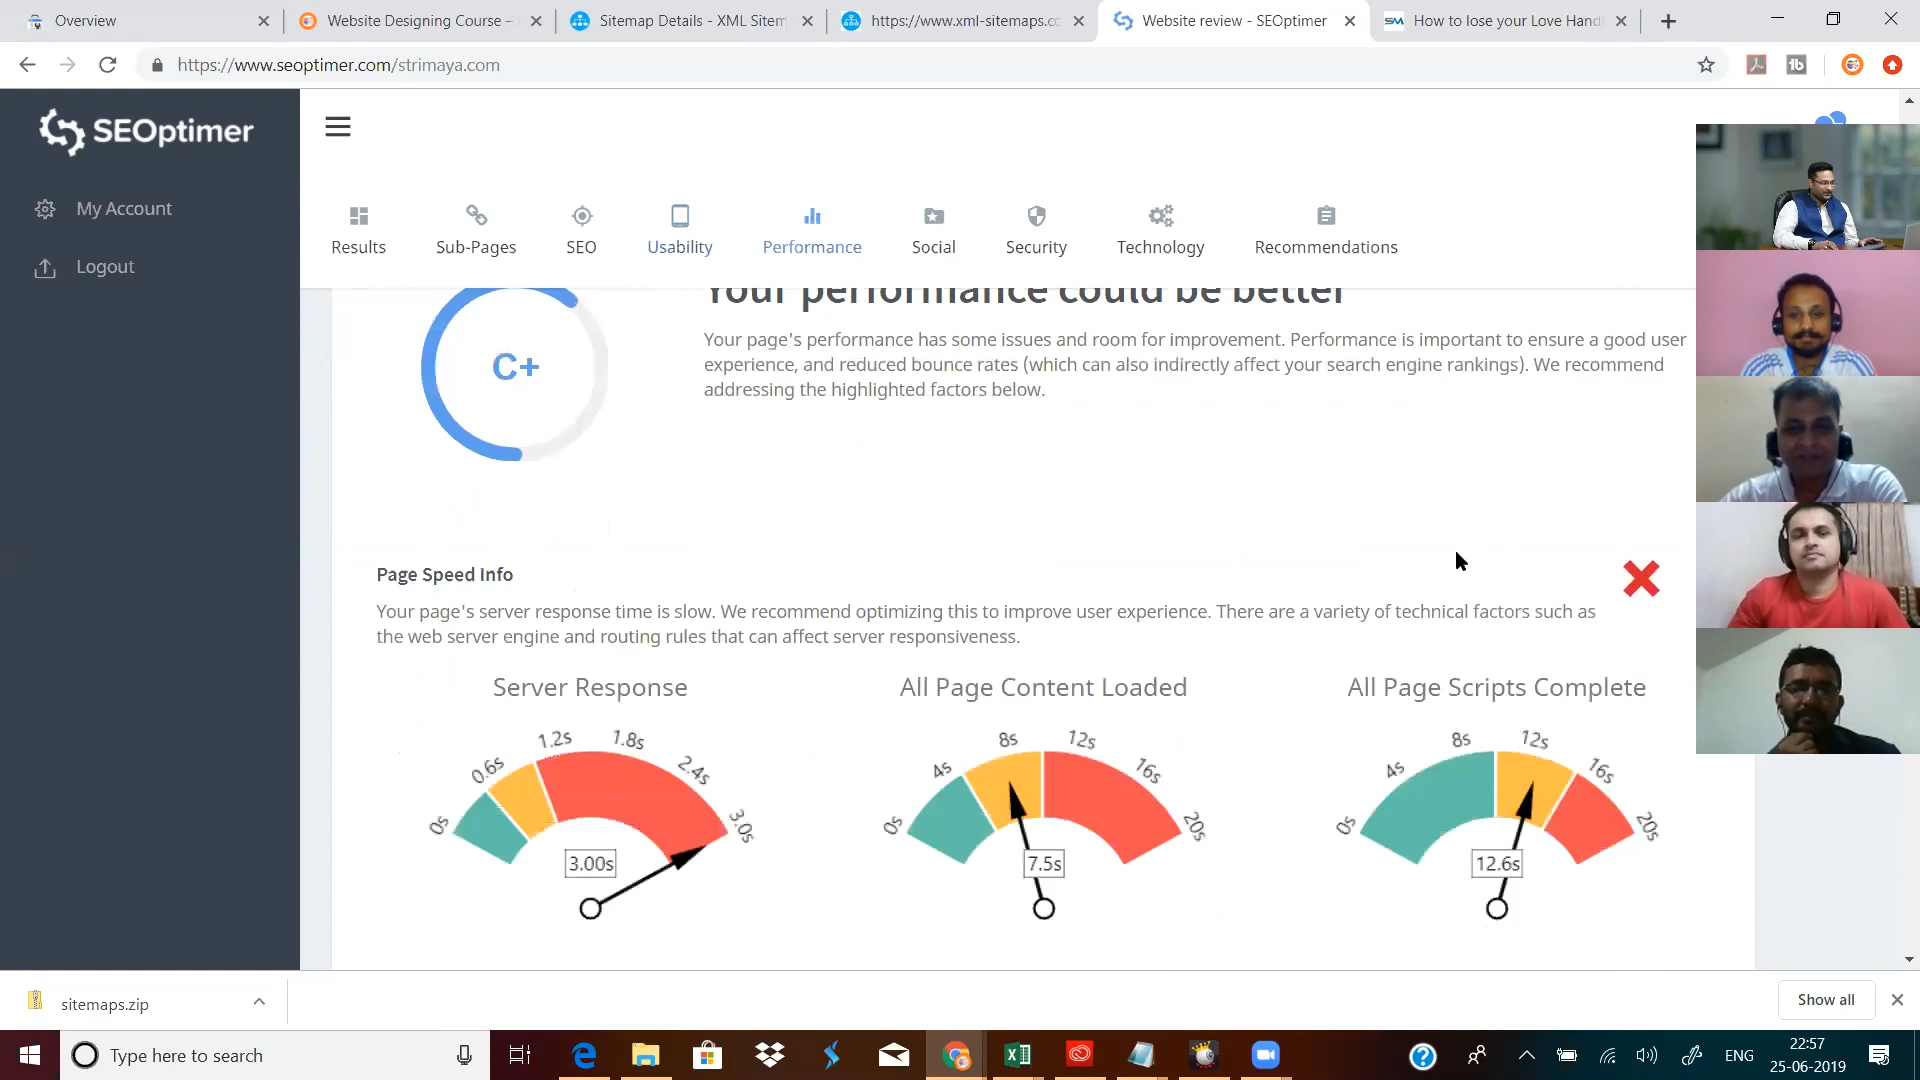 Overview
Website Designing Course –
Sitemap Details - XML Sitem
https://www.xml-sitemaps.cc
Website review - SEOptimer
SM
How to lose your Love Handl
https://www.seoptimer.com/strimaya.com
tb
SEOptimer
My Account
Logout
Results
Sub-Pages
SEO
Usability
Performance
Social
Security
Technology
Recommendations
Your performance could be better
C+
Your page's performance has some issues and room for improvement. Performance is important to ensure a good user
experience, and reduced bounce rates (which can also indirectly affect your search engine rankings). We recommend
addressing the highlighted factors below.
Page Speed Info
Your page's server response time is slow. We recommend optimizing this to improve user experience. There are a variety of technical factors such as
the web server engine and routing rules that can affect server responsiveness.
Server Response
0s 0.6s 1.2s 1.8s 2.4s 3.0s
3.00s
All Page Content Loaded
0s 4s 8s 12s 16s 20s
7.5s
All Page Scripts Complete
0s 4s 8s 12s 16s 20s
12.6s
sitemaps.zip
Show all
Type here to search
ENG
22:57
25-06-2019